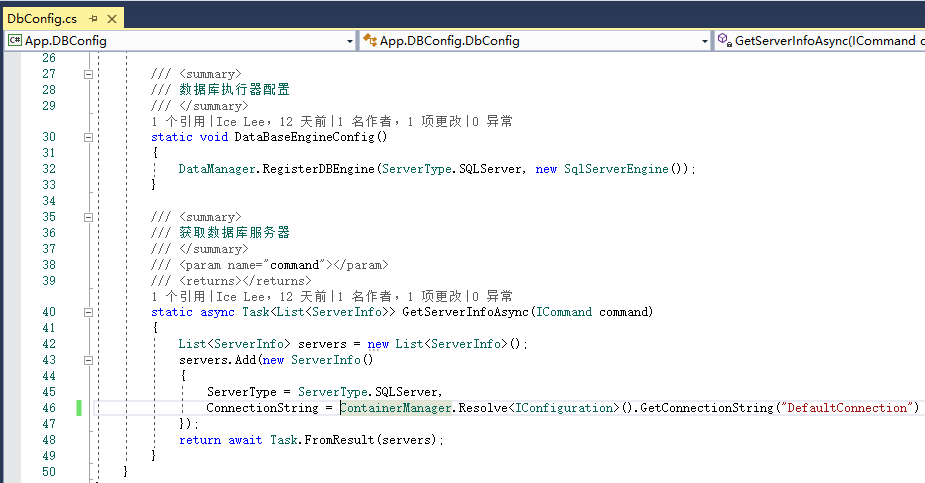 DbConfig.cs
C# App.DBConfig App.DBConfig.DbConfig GetServerInfoAsync(ICommand c
26
27 /// <summary>
28 /// 数据库执行器配置
29 /// </summary>
1 个引用|Ice Lee，12 天前|1 名作者，1 项更改|0 异常
30 static void DataBaseEngineConfig()
31 {
32 DataManager.RegisterDBEngine(ServerType.SQLServer, new SqlServerEngine());
33 }
34
35 /// <summary>
36 /// 获取数据库服务器
37 /// </summary>
38 /// <param name="command"></param>
39 /// <returns></returns>
1 个引用|Ice Lee，12 天前|1 名作者，1 项更改|0 异常
40 static async Task<List<ServerInfo>> GetServerInfoAsync(ICommand command)
41 {
42 List<ServerInfo> servers = new List<ServerInfo>();
43 servers.Add(new ServerInfo()
44 {
45 ServerType = ServerType.SQLServer,
46 ConnectionString = ContainerManager.Resolve<IConfiguration>().GetConnectionString("DefaultConnection")
47 });
48 return await Task.FromResult(servers);
49 }
50 }